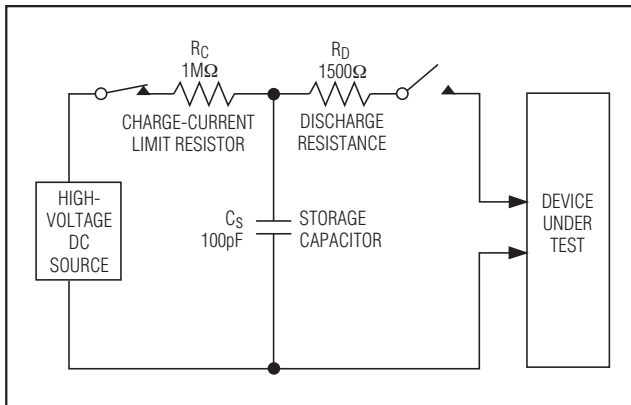 RC
1MΩ
CHARGE-CURRENT
LIMIT RESISTOR
RD
1500Ω
DISCHARGE
RESISTANCE
HIGH-
VOLTAGE
DC
SOURCE
CS
100pF
STORAGE
CAPACITOR
DEVICE
UNDER
TEST